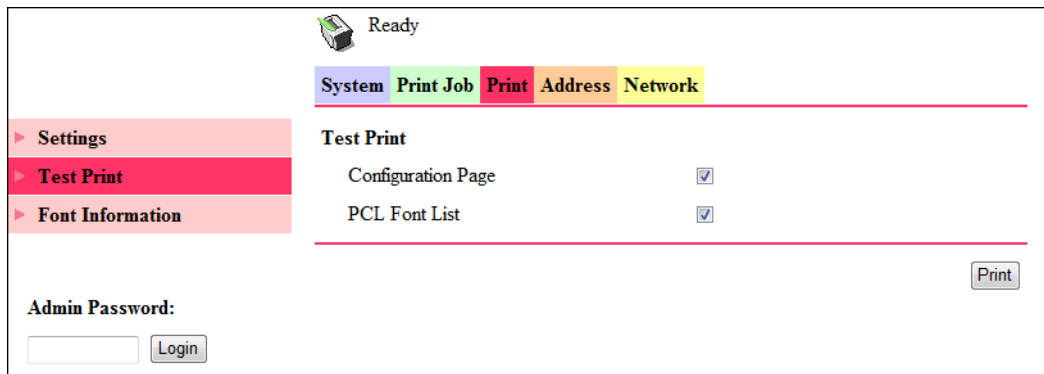 Ready
System Print Job Print Address Network
Settings
Test Print
Font Information
Test Print
Configuration Page
PCL Font List
Print
Admin Password:
Login